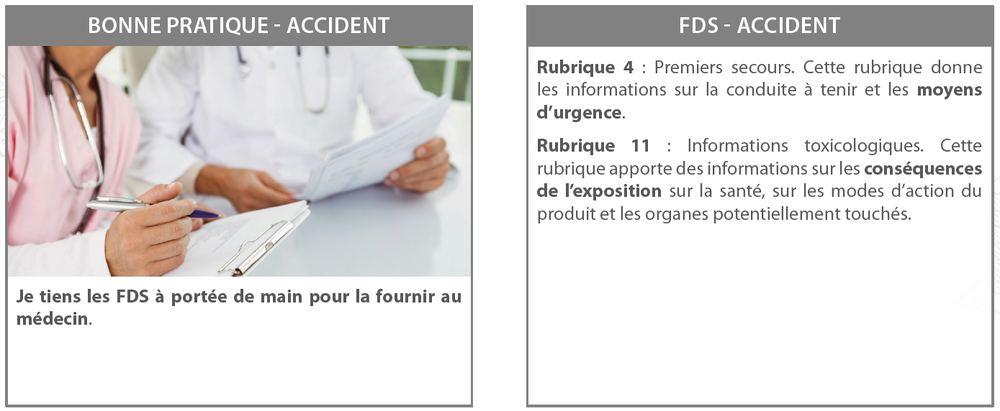 BONNE PRATIQUE - ACCIDENT
Je tiens les FDS à portée de main pour la fournir au
médecin.
FDS - ACCIDENT
Rubrique 4 : Premiers secours. Cette rubrique donne
les informations sur la conduite à tenir et les moyens
d’urgence.
Rubrique 11 : Informations toxicologiques. Cette
rubrique apporte des informations sur les conséquences
de l’exposition sur la santé, sur les modes d’action du
produit et les organes potentiellement touchés.